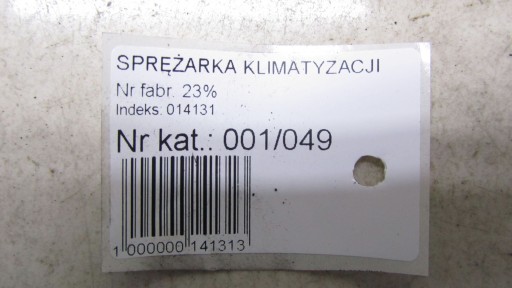 SPRĘŻARKA KLIMATYZACJI
Nr fabr. 23%
Indeks: 014131
Nr kat.: 001/049
1 000000 141313